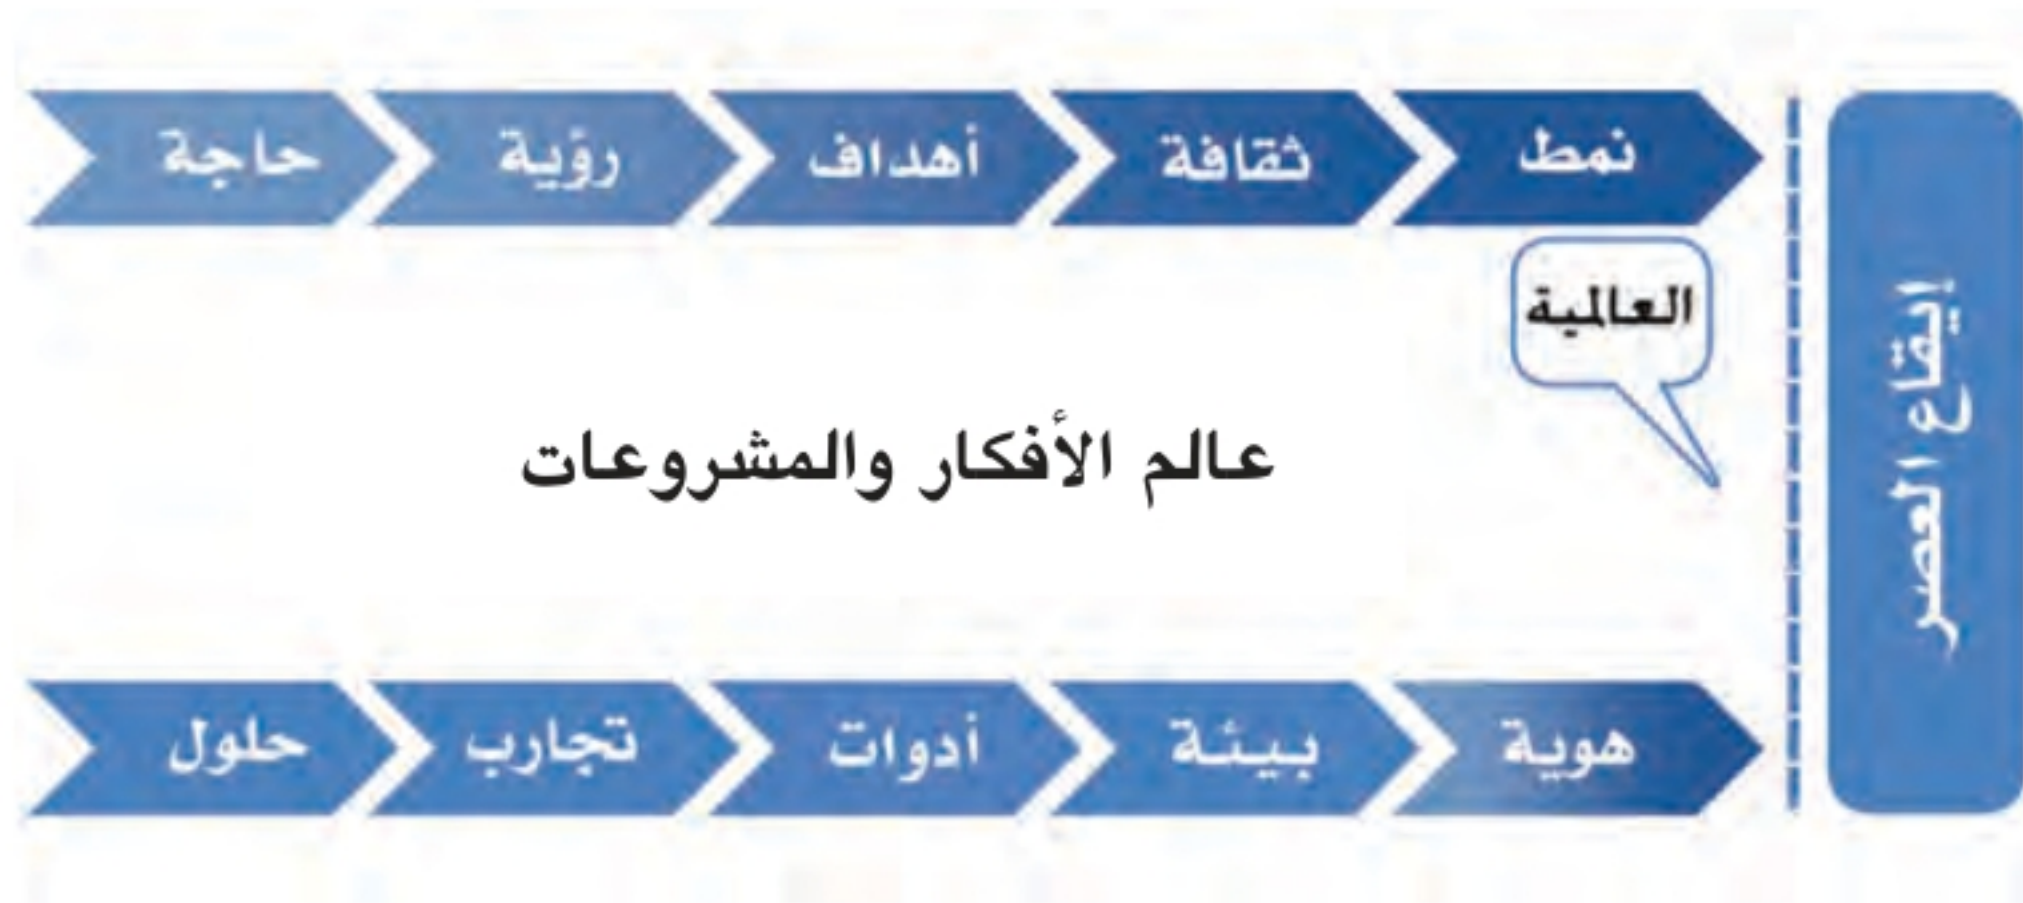 نمط
ثقافة
أهداف
رؤية
حاجة
العالمية
عالم الأفكار والمشروعات
هوية
بيئة
أدوات
تجارب
حلول
إيقاع العصر